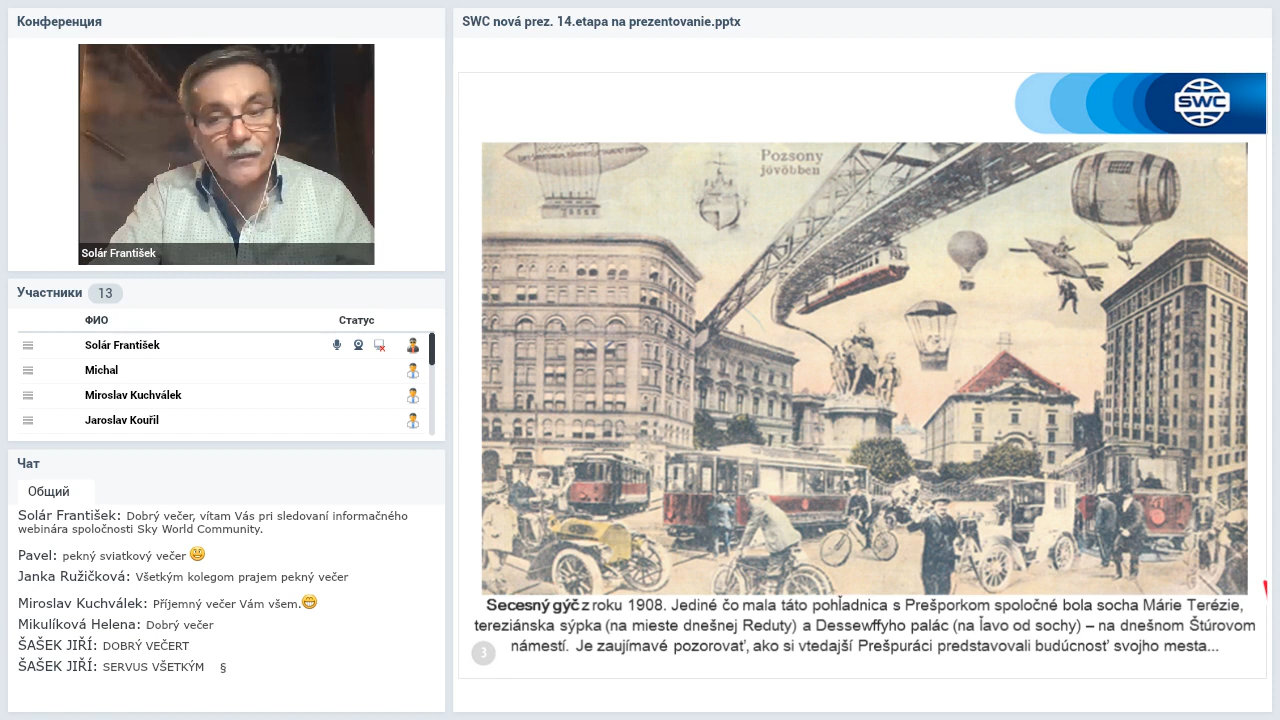 Конференция
Solár František
Участники 13
ФИО Статус
Solár František
Michal
Miroslav Kuchválek
Jaroslav Kouřil
Чат
Общий
Solár František: Dobrý večer, vítam Vás pri sledovaní informačného
webinára spoločnosti Sky World Community.
Pavel: pekný sviatkový večer
Janka Ružičková: Všetkým kolegom prajem pekný večer
Miroslav Kuchválek: Příjemný večer Vám všem.
Mikulíková Helena: Dobrý večer
ŠAŠEK JIŘÍ: DOBRÝ VEČERT
ŠAŠEK JIŘÍ: SERVUS VŠETKÝM §
SWC nová prez. 14.etapa na prezentovanie.pptx
SWC
Pozsony
jövőbben
Secesný gýč z roku 1908. Jediné čo mala táto pohľadnica s Prešporkom spoločné bola socha Márie Terézie,
tereziánska sýpka (na mieste dnešnej Reduty) a Dessewffyho palác (na ľavo od sochy) – na dnešnom Štúrovom
námestí. Je zaujímavé pozorovať, ako si vtedajší Prešpuráci predstavovali budúcnosť svojho mesta...
3